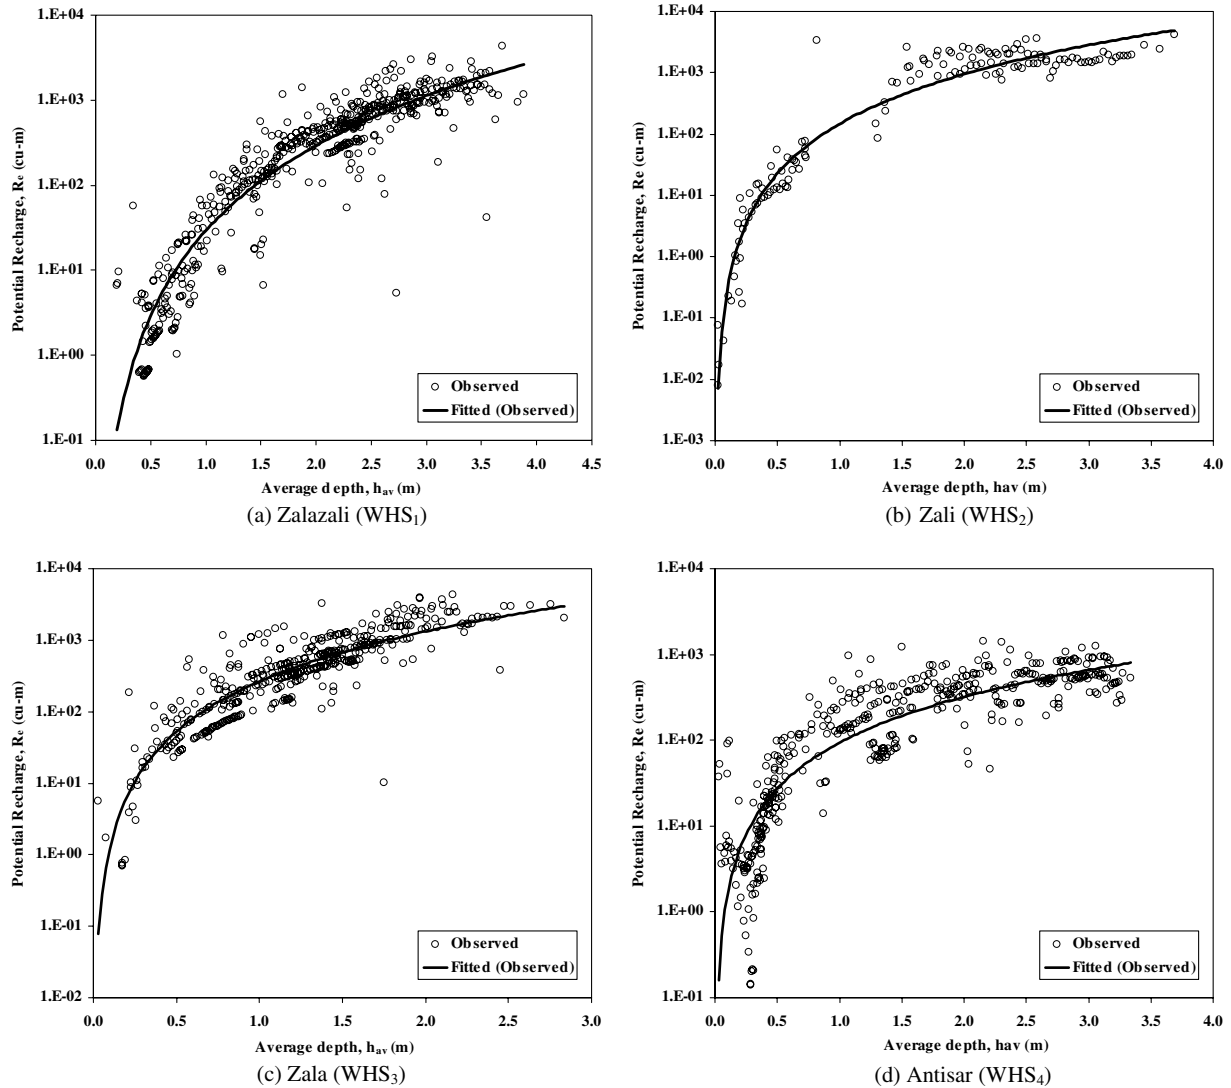 1.E+04
1.E+03
1.E+02
1.E+01
1.E+00
1.E-01
Potential Recharge, Re (cu-m)
Observed
Fitted (Observed)
0.0 0.5 1.0 1.5 2.0 2.5 3.0 3.5 4.0 4.5
Average depth, hav (m)
(a) Zalazali (WHS1)
1.E+04
1.E+03
1.E+02
1.E+01
1.E+00
1.E-01
1.E-02
1.E-03
Potential Recharge, Re (cu-m)
Observed
Fitted (Observed)
0.0 0.5 1.0 1.5 2.0 2.5 3.0 3.5 4.0
Average depth, hav (m)
(b) Zali (WHS2)
1.E+04
1.E+03
1.E+02
1.E+01
1.E+00
1.E-01
1.E-02
Potential Recharge, Re (cu-m)
Observed
Fitted (Observed)
0.0 0.5 1.0 1.5 2.0 2.5 3.0
Average depth, hav (m)
(c) Zala (WHS3)
1.E+04
1.E+03
1.E+02
1.E+01
1.E+00
1.E-01
Potential Recharge, Re (cu-m)
Observed
Fitted (Observed)
0.0 0.5 1.0 1.5 2.0 2.5 3.0 3.5 4.0
Average depth, hav (m)
(d) Antisar (WHS4)